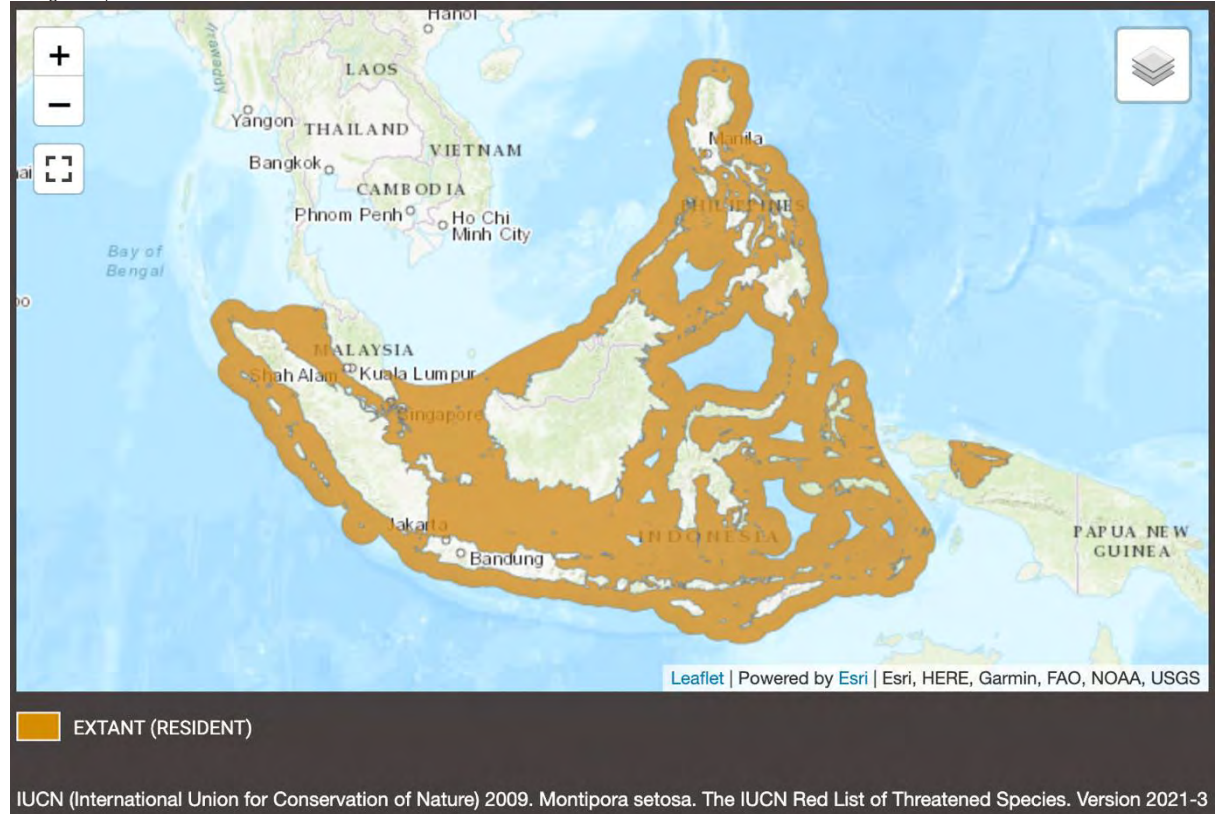 Hanoi
Irrawaddy
LAOS
Yangon
THAILAND
VIETNAM
Bangkok
CAMBODIA
Phnom Penh
Ho Chi
Minh City
Bay of
Bengal
Manila
PHILIPPINES
MALAYSIA
Shah Alam
Kuala Lumpur
Singapore
Jakarta
Bandung
INDONESIA
PAPUA NEW
GUINEA
+
−
Leaflet | Powered by Esri | Esri, HERE, Garmin, FAO, NOAA, USGS
EXTANT (RESIDENT)
IUCN (International Union for Conservation of Nature) 2009. Montipora setosa. The IUCN Red List of Threatened Species. Version 2021-3